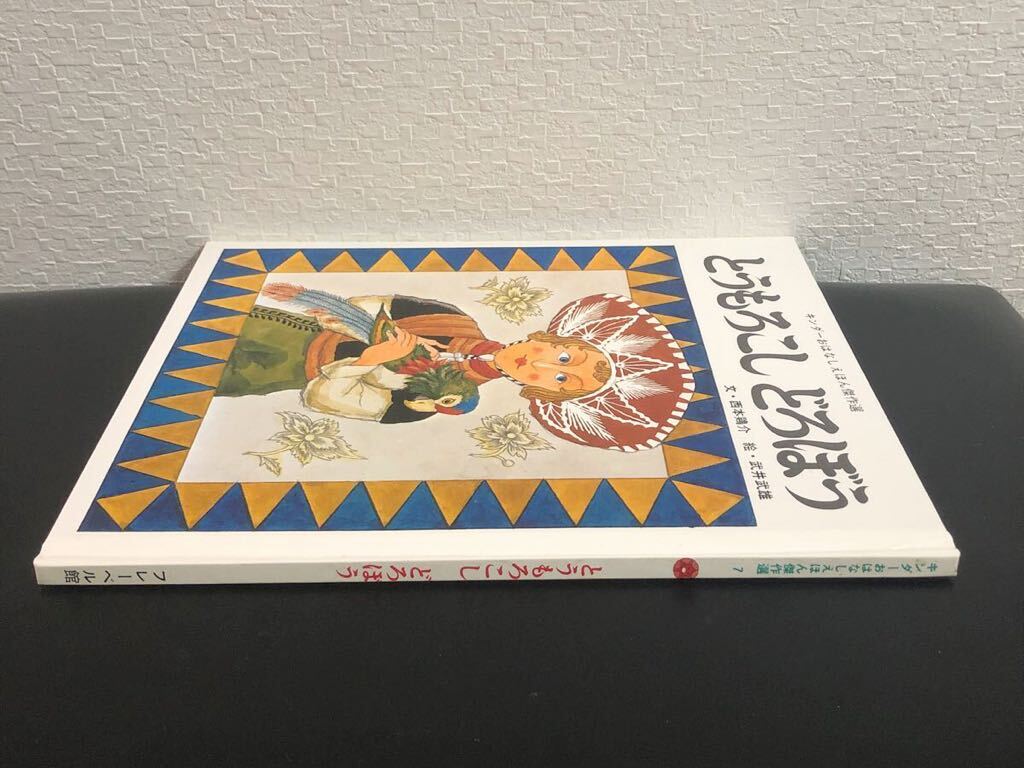 キンダーおはなしえほん傑作選
とうもろこしどろぼう
文・西本鶏介 絵・武井武雄
キンダーおはなしえほん傑作選 7
とうもろこしどろぼう
フレーベル館